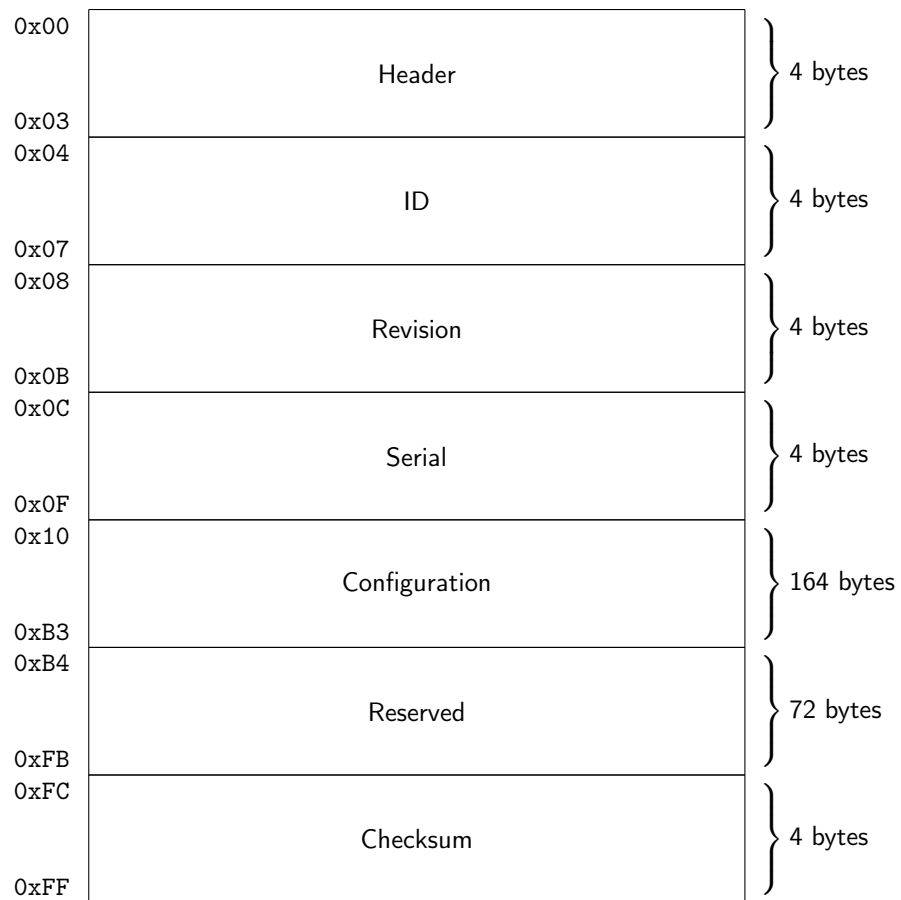 0x00
Header
4 bytes
0x03
0x04
ID
4 bytes
0x07
0x08
Revision
4 bytes
0x0B
0x0C
Serial
4 bytes
0x0F
0x10
Configuration
164 bytes
0xB3
0xB4
Reserved
72 bytes
0xFB
0xFC
Checksum
4 bytes
0xFF